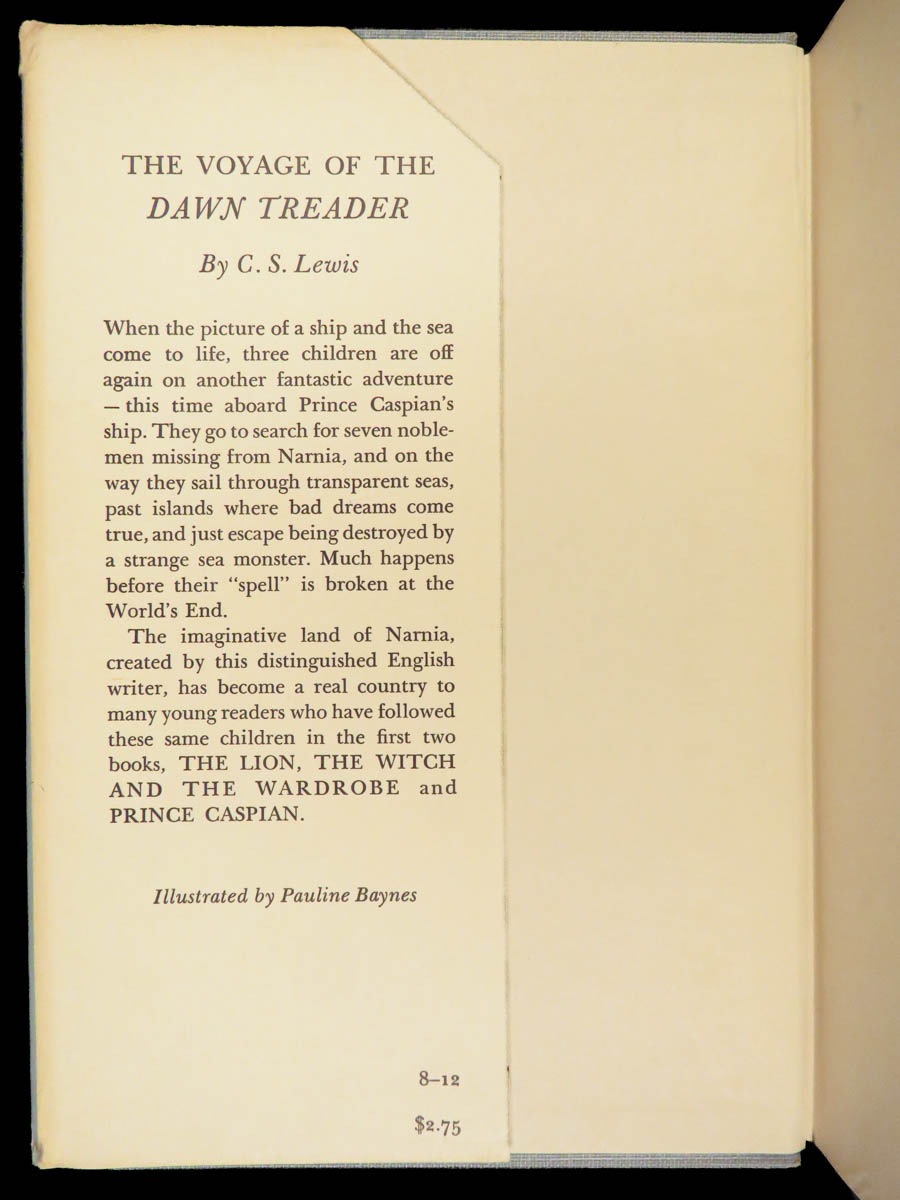 THE VOYAGE OF THE
DAWN TREADER
By C. S. Lewis
When the picture of a ship and the sea
come to life, three children are off
again on another fantastic adventure
— this time aboard Prince Caspian's
ship. They go to search for seven noble-
men missing from Narnia, and on the
way they sail through transparent seas,
past islands where bad dreams come
true, and just escape being destroyed by
a strange sea monster. Much happens
before their “spell” is broken at the
World's End.
The imaginative land of Narnia,
created by this distinguished English
writer, has become a real country to
many young readers who have followed
these same children in the first two
books, THE LION, THE WITCH
AND THE WARDROBE and
PRINCE CASPIAN.
Illustrated by Pauline Baynes
8–12
$2.75